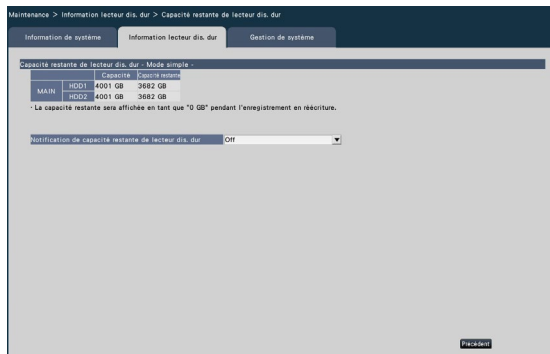 Maintenance > Information lecteur dis. dur > Capacité restante de lecteur dis. dur
Information de système Information lecteur dis. dur Gestion de système
Capacité restante de lecteur dis. dur - Mode simple -
Capacité Capacité restante
MAIN HDD1 4001 GB 3682 GB
HDD2 4001 GB 3682 GB
· La capacité restante sera affichée en tant que "0 GB" pendant l'enregistrement en réécriture.
Notification de capacité restante de lecteur dis. dur Off
Précédent